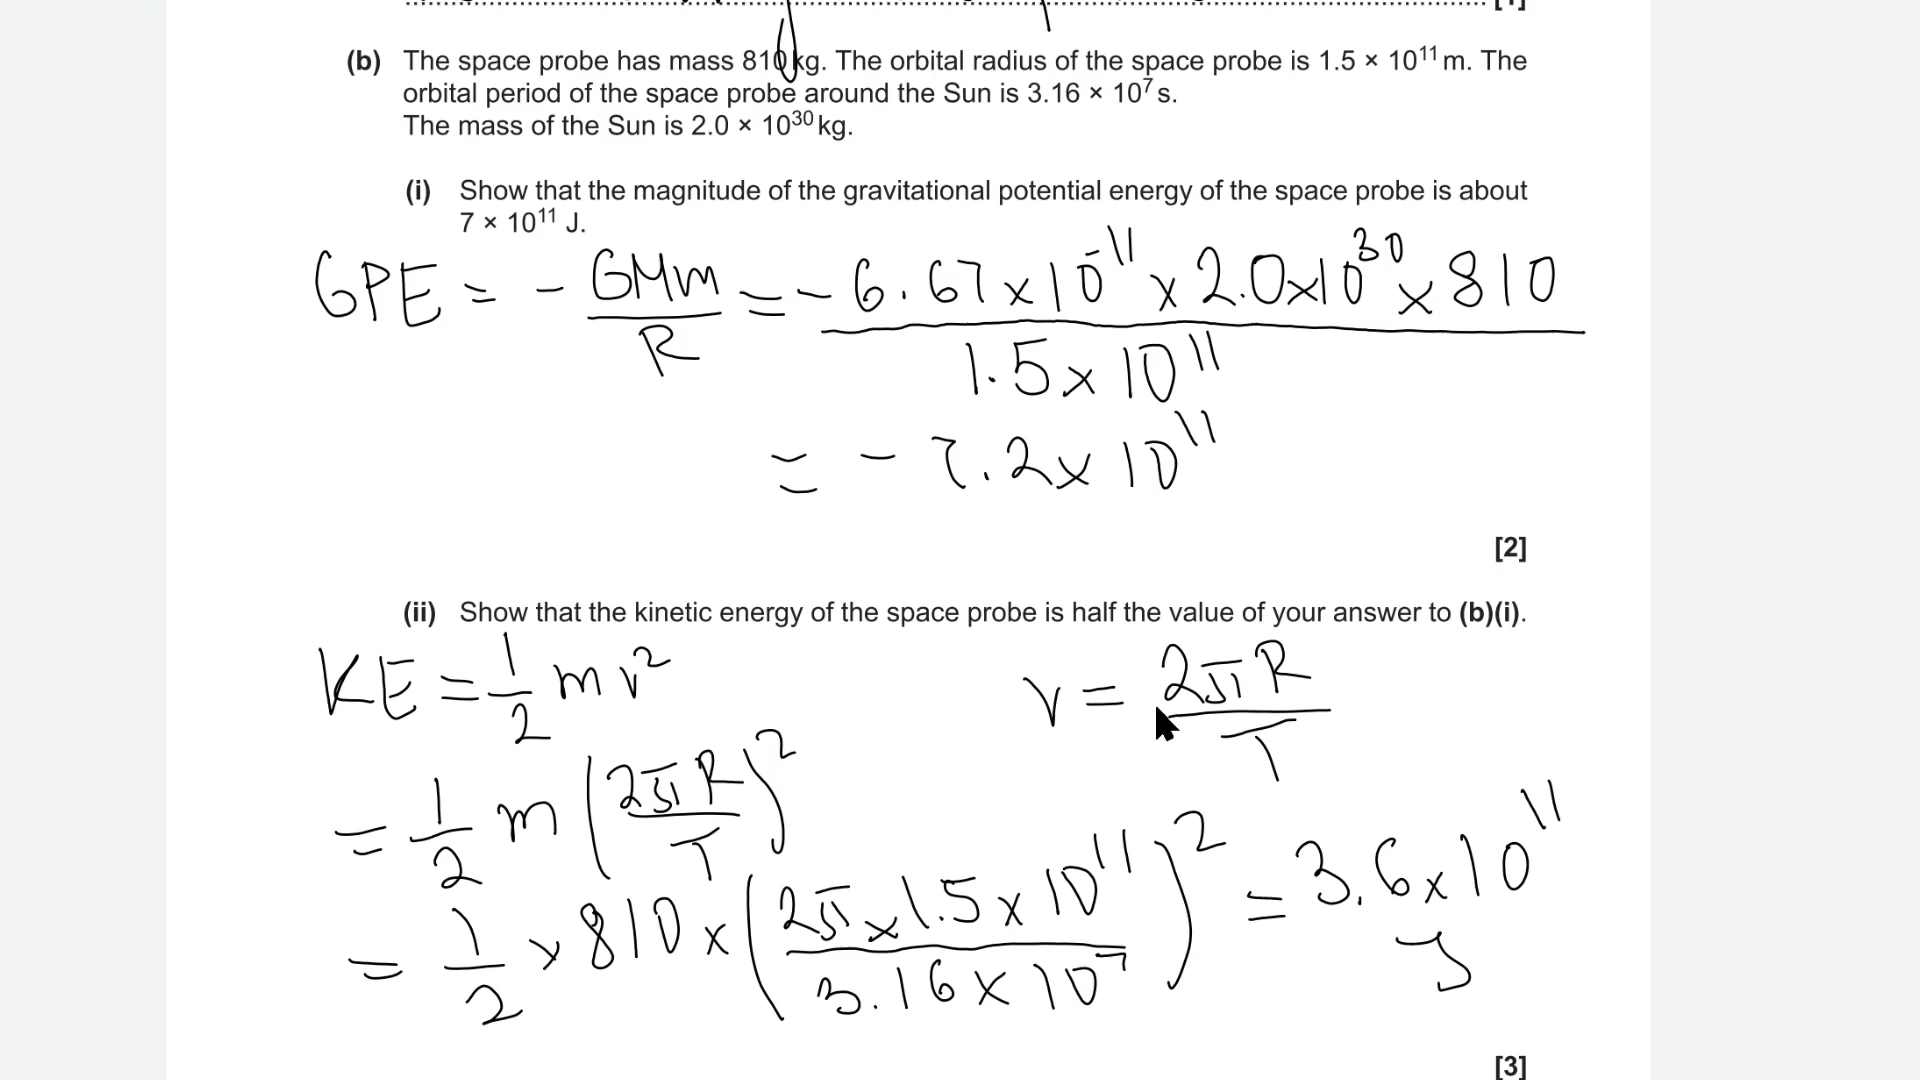 [1]
(b) The space probe has mass 810 kg. The orbital radius of the space probe is 1.5 × 10¹¹ m. The
orbital period of the space probe around the Sun is 3.16 × 10⁷ s.
The mass of the Sun is 2.0 × 10³⁰ kg.
(i) Show that the magnitude of the gravitational potential energy of the space probe is about
7 × 10¹¹ J.
GPE = - GMm/R = - 6.67 × 10⁻¹¹ × 2.0 × 10³⁰ × 810 / 1.5 × 10¹¹
= - 7.2 × 10¹¹
[2]
(ii) Show that the kinetic energy of the space probe is half the value of your answer to (b)(i).
KE = 1/2 mv² v = 2πR/T
= 1/2 m (2πR/T)²
= 1/2 × 810 × (2π × 1.5 × 10¹¹ / 3.16 × 10⁷)² = 3.6 × 10¹¹
J
[3]